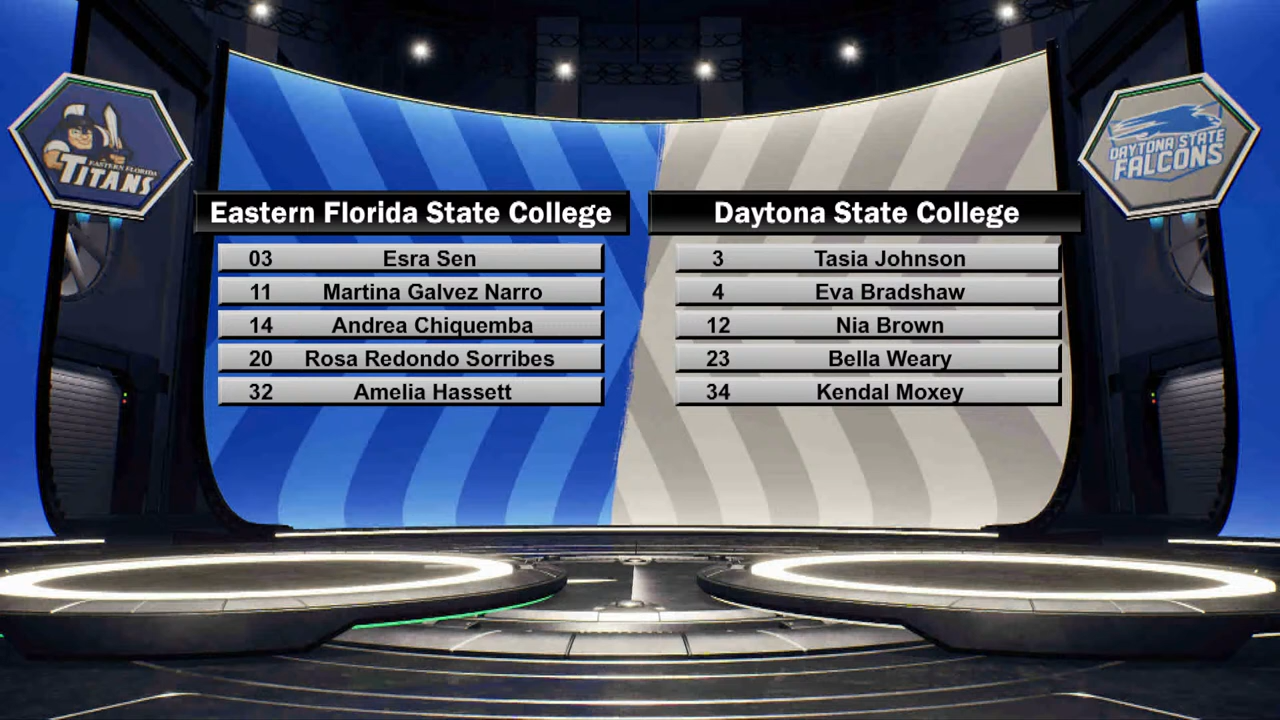 EASTERN FLORIDA
TITANS
DAYTONA STATE
FALCONS
Eastern Florida State College
03 Esra Sen
11 Martina Galvez Narro
14 Andrea Chiquemba
20 Rosa Redondo Sorribes
32 Amelia Hassett
Daytona State College
3 Tasia Johnson
4 Eva Bradshaw
12 Nia Brown
23 Bella Weary
34 Kendal Moxey